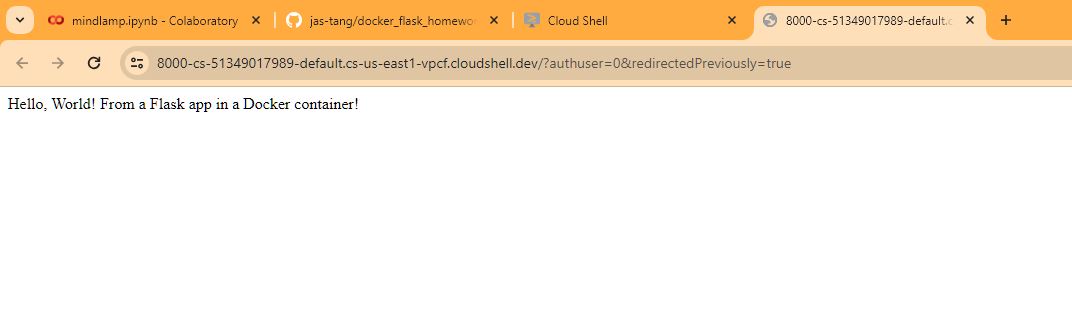 mindlamp.ipynb - Colaboratory
jas-tang/docker_flask_homewo
Cloud Shell
8000-cs-51349017989-default.c
8000-cs-51349017989-default.cs-us-east1-vpcf.cloudshell.dev/?authuser=0&redirectedPreviously=true
Hello, World! From a Flask app in a Docker container!